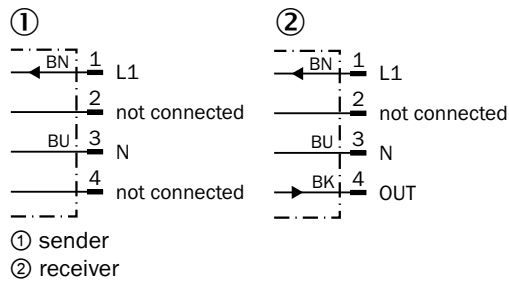 ①
BN 1 L1
2 not connected
BU 3 N
4 not connected
②
BN 1 L1
2 not connected
BU 3 N
BK 4 OUT
① sender
② receiver